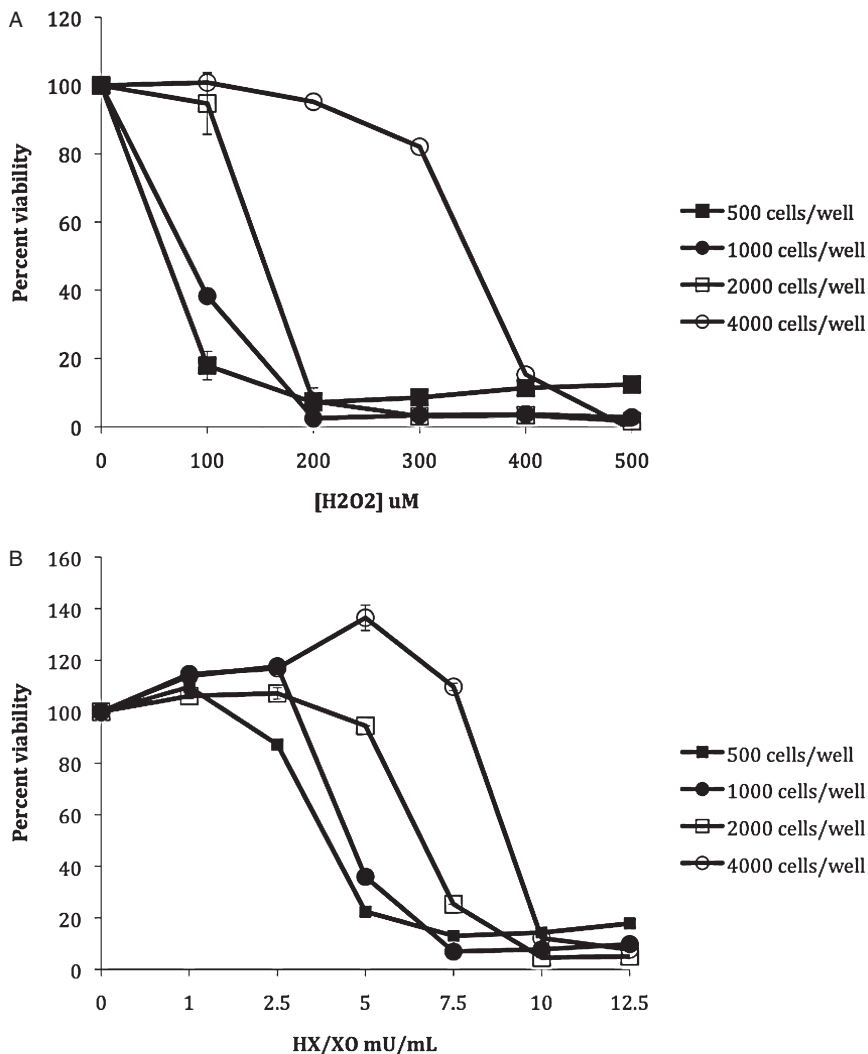 A
120
100
80
60
40
20
0
Percent viability
0 100 200 300 400 500
[H2O2] uM
500 cells/well
1000 cells/well
2000 cells/well
4000 cells/well
B
160
140
120
100
80
60
40
20
0
Percent viability
0 1 2.5 5 7.5 10 12.5
HX/XO mU/mL
500 cells/well
1000 cells/well
2000 cells/well
4000 cells/well